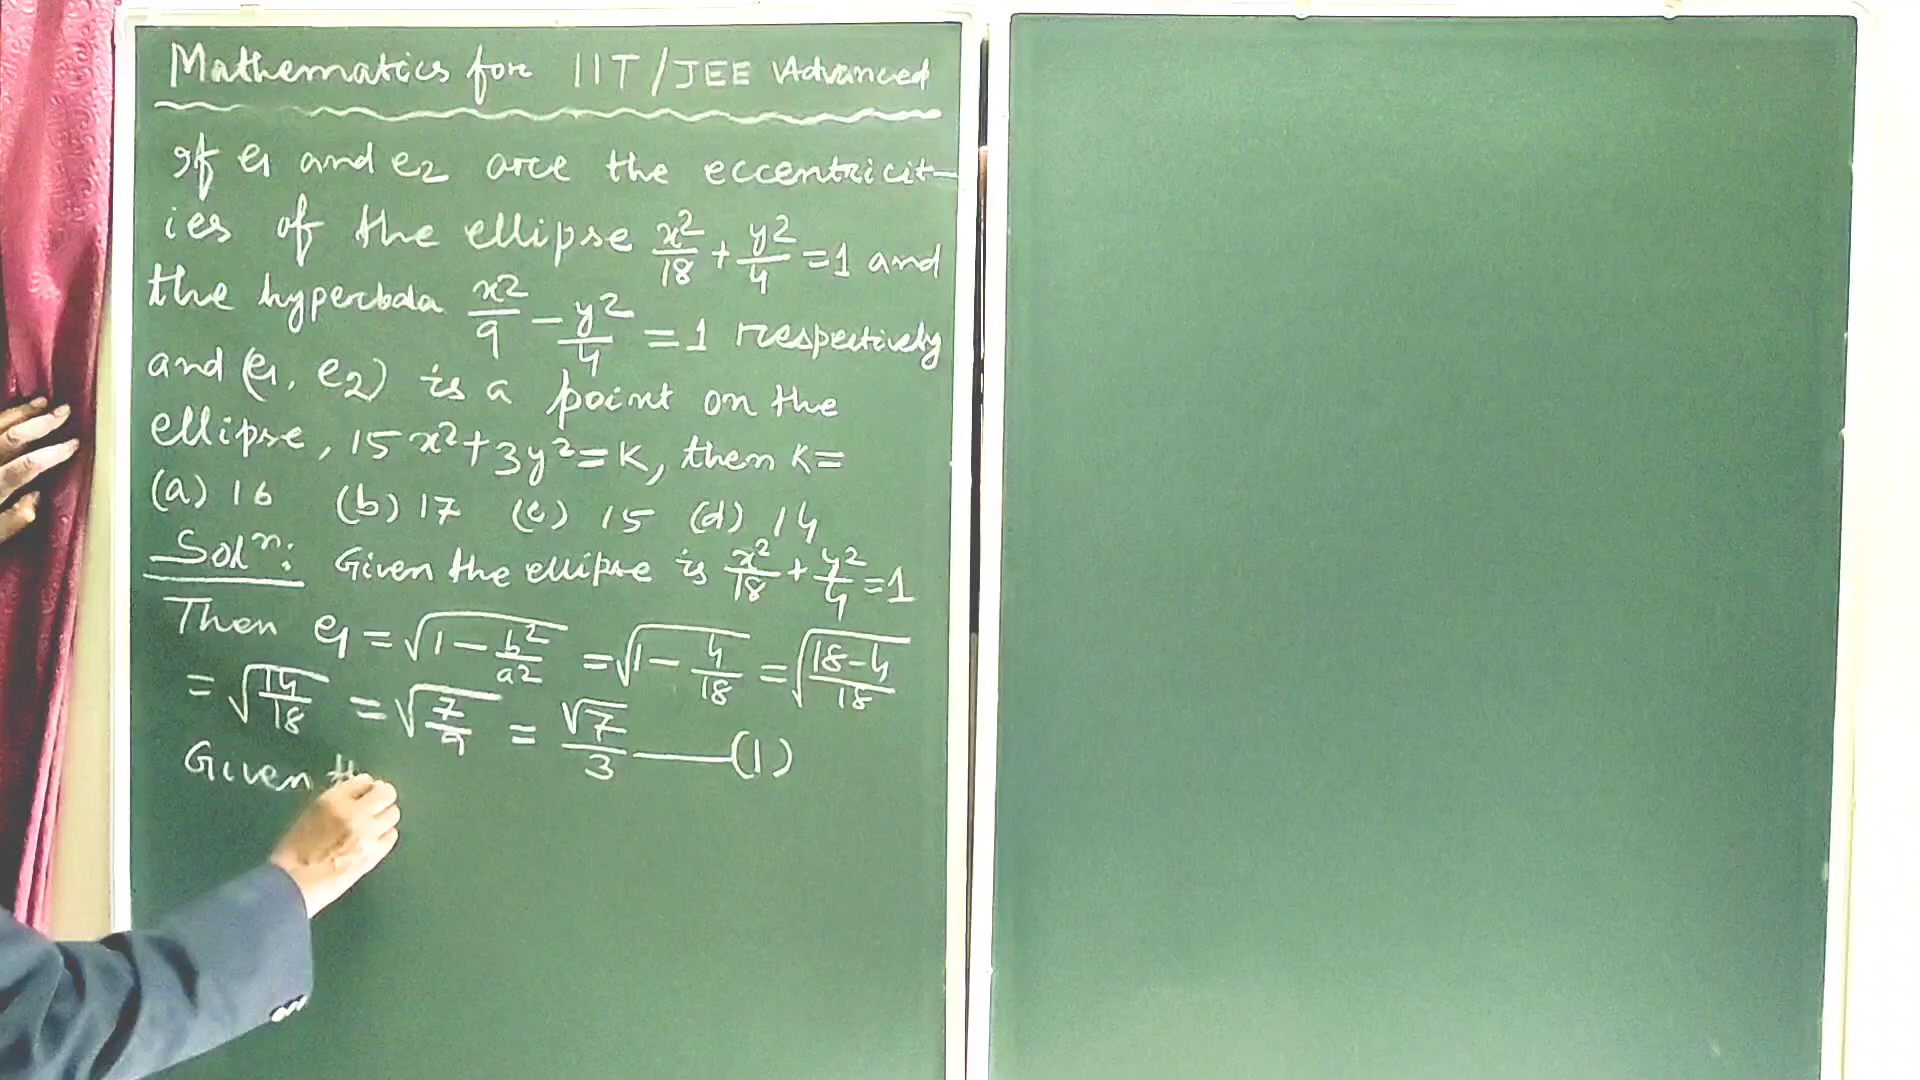 Mathematics for IIT/JEE Advanced
If e1 and e2 are the eccentricit-
ies of the ellipse x²/18 + y²/4 = 1 and
the hyperbola x²/9 - y²/4 = 1 respectively
and (e1, e2) is a point on the
ellipse, 15x²+3y²=K, then K=
(a) 16 (b) 17 (c) 15 (d) 14
Solⁿ: Given the ellipse is x²/18 + y²/4 = 1
Then e1 = √(1 - b²/a²) = √(1 - 4/18) = √((18-4)/18)
= √(14/18) = √(7/9) = √7/3 —— (1)
Given